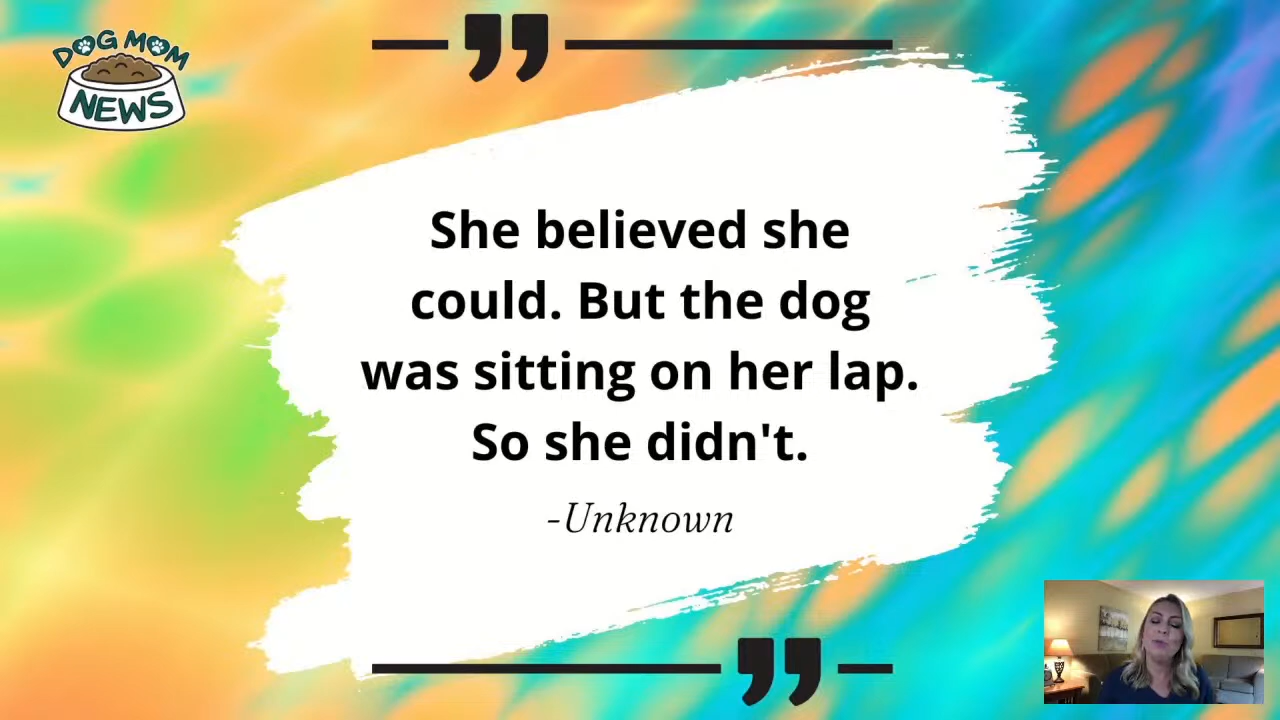 DOG MOM
NEWS
”
She believed she
could. But the dog
was sitting on her lap.
So she didn't.
-Unknown
”